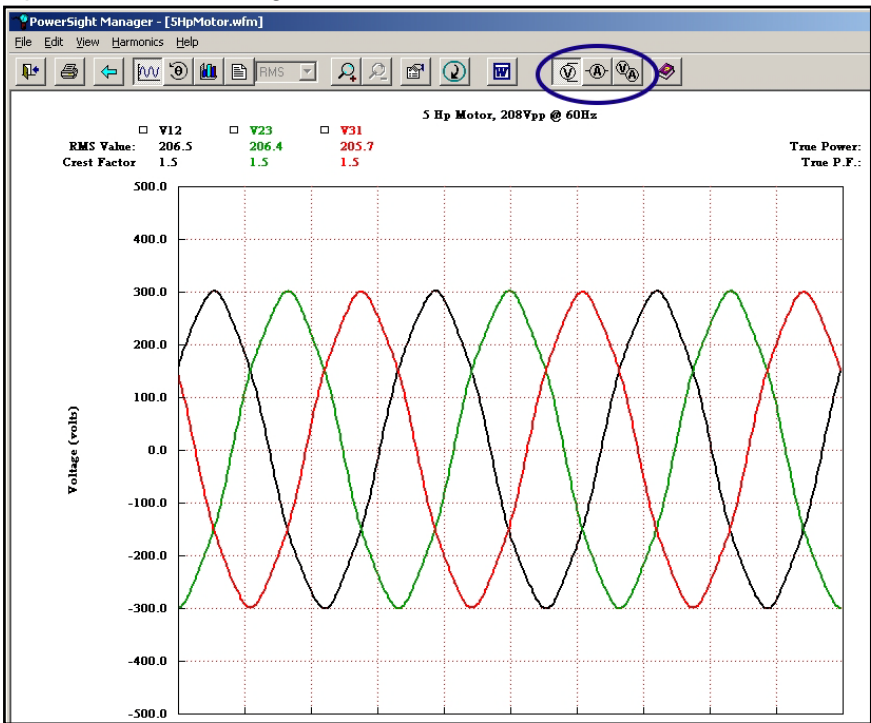 PowerSight Manager - [5HpMotor.wfm]
File Edit View Harmonics Help
RMS W V A VA
5 Hp Motor, 208Vpp @ 60Hz
V12 V23 V31
RMS Value: 206.5 206.4 205.7 True Power:
Crest Factor 1.5 1.5 1.5 True P.F.:
500.0
400.0
300.0
200.0
100.0
0.0
-100.0
-200.0
-300.0
-400.0
-500.0
Voltage (volts)